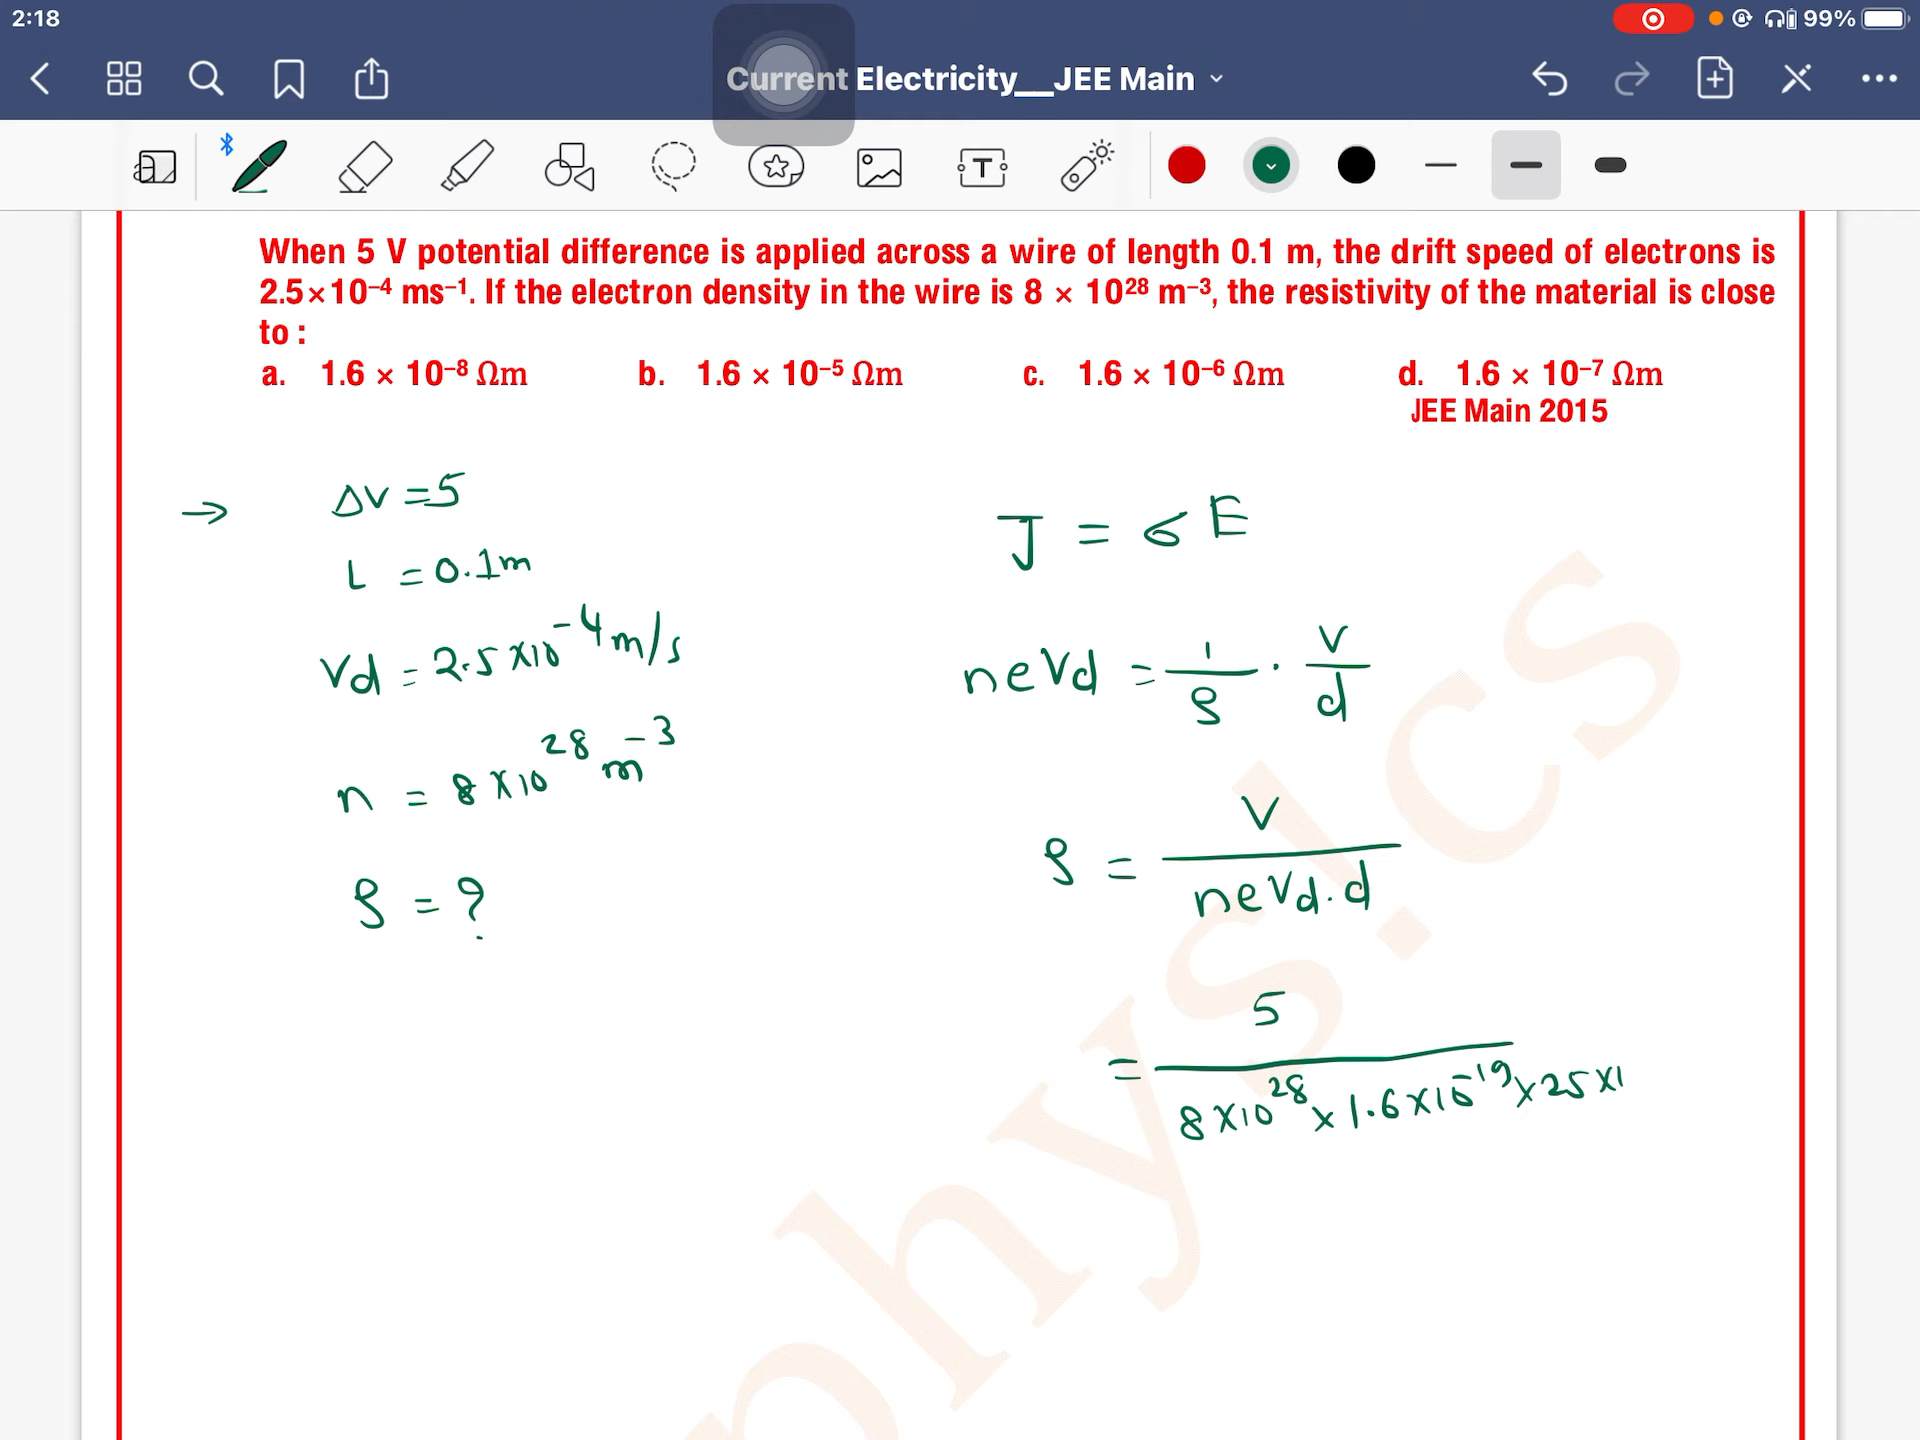 2:18
99%
Current Electricity__JEE Main
When 5 V potential difference is applied across a wire of length 0.1 m, the drift speed of electrons is
2.5×10⁻⁴ ms⁻¹. If the electron density in the wire is 8 × 10²⁸ m⁻³, the resistivity of the material is close
to :
a. 1.6 × 10⁻⁸ Ωm b. 1.6 × 10⁻⁵ Ωm c. 1.6 × 10⁻⁶ Ωm d. 1.6 × 10⁻⁷ Ωm
JEE Main 2015
→ ΔV = 5
L = 0.1m
Vd = 2.5 × 10⁻⁴ m/s
n = 8 × 10²⁸ m⁻³
ρ = ?
J = σE
neVd = 1/ρ · V/d
ρ = V / neVd.d
= 5 / 8×10²⁸ × 1.6×10⁻¹⁹ × 25 × 1
phys!cs